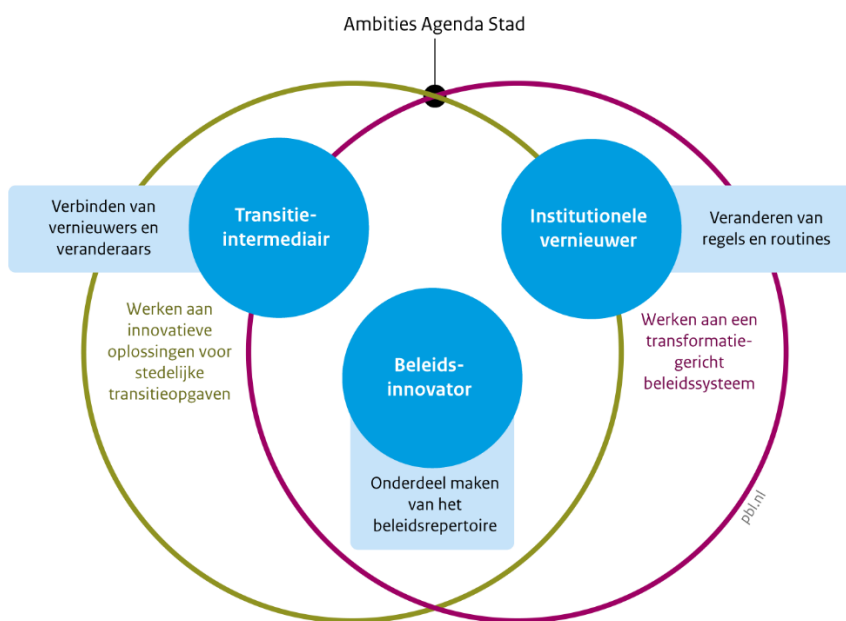 Ambities Agenda Stad
Verbinden van
vernieuwers en
veranderaars
Transitie-
intermediair
Institutionele
vernieuwer
Veranderen van
regels en routines
Werken aan
innovatieve
oplossingen voor
stedelijke
transitieopgaven
Werken aan een
transformatie-
gericht
beleidssysteem
Beleids-
innovator
Onderdeel maken
van het
beleidsrepertoire
pbl.nl